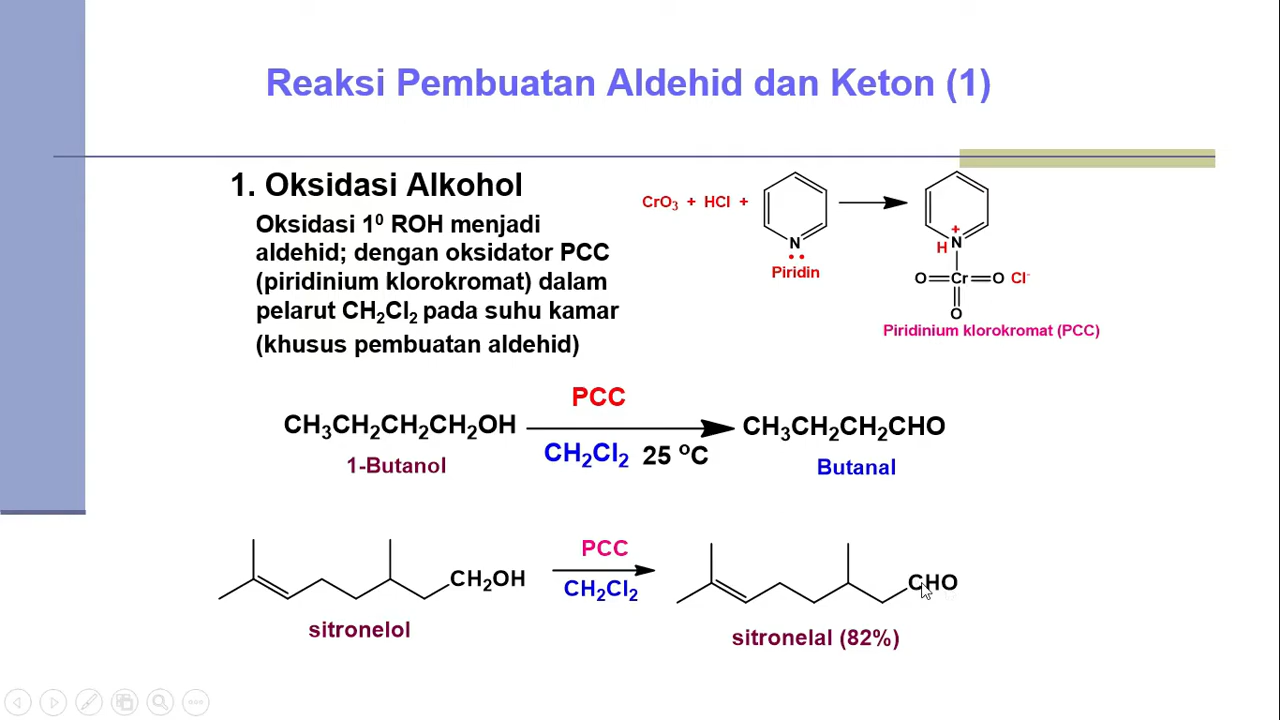 Reaksi Pembuatan Aldehid dan Keton (1)
1. Oksidasi Alkohol
Oksidasi 1⁰ ROH menjadi
aldehid; dengan oksidator PCC
(piridinium klorokromat) dalam
pelarut CH₂Cl₂ pada suhu kamar
(khusus pembuatan aldehid)
CrO₃ + HCl +
N
Piridin
+
H N
O=Cr=O Cl⁻
O
Piridinium klorokromat (PCC)
PCC
CH₃CH₂CH₂CH₂OH
CH₃CH₂CH₂CHO
CH₂Cl₂ 25 ⁰C
1-Butanol
Butanal
PCC
CH₂OH
CH₂Cl₂
CHO
sitronelol
sitronelal (82%)